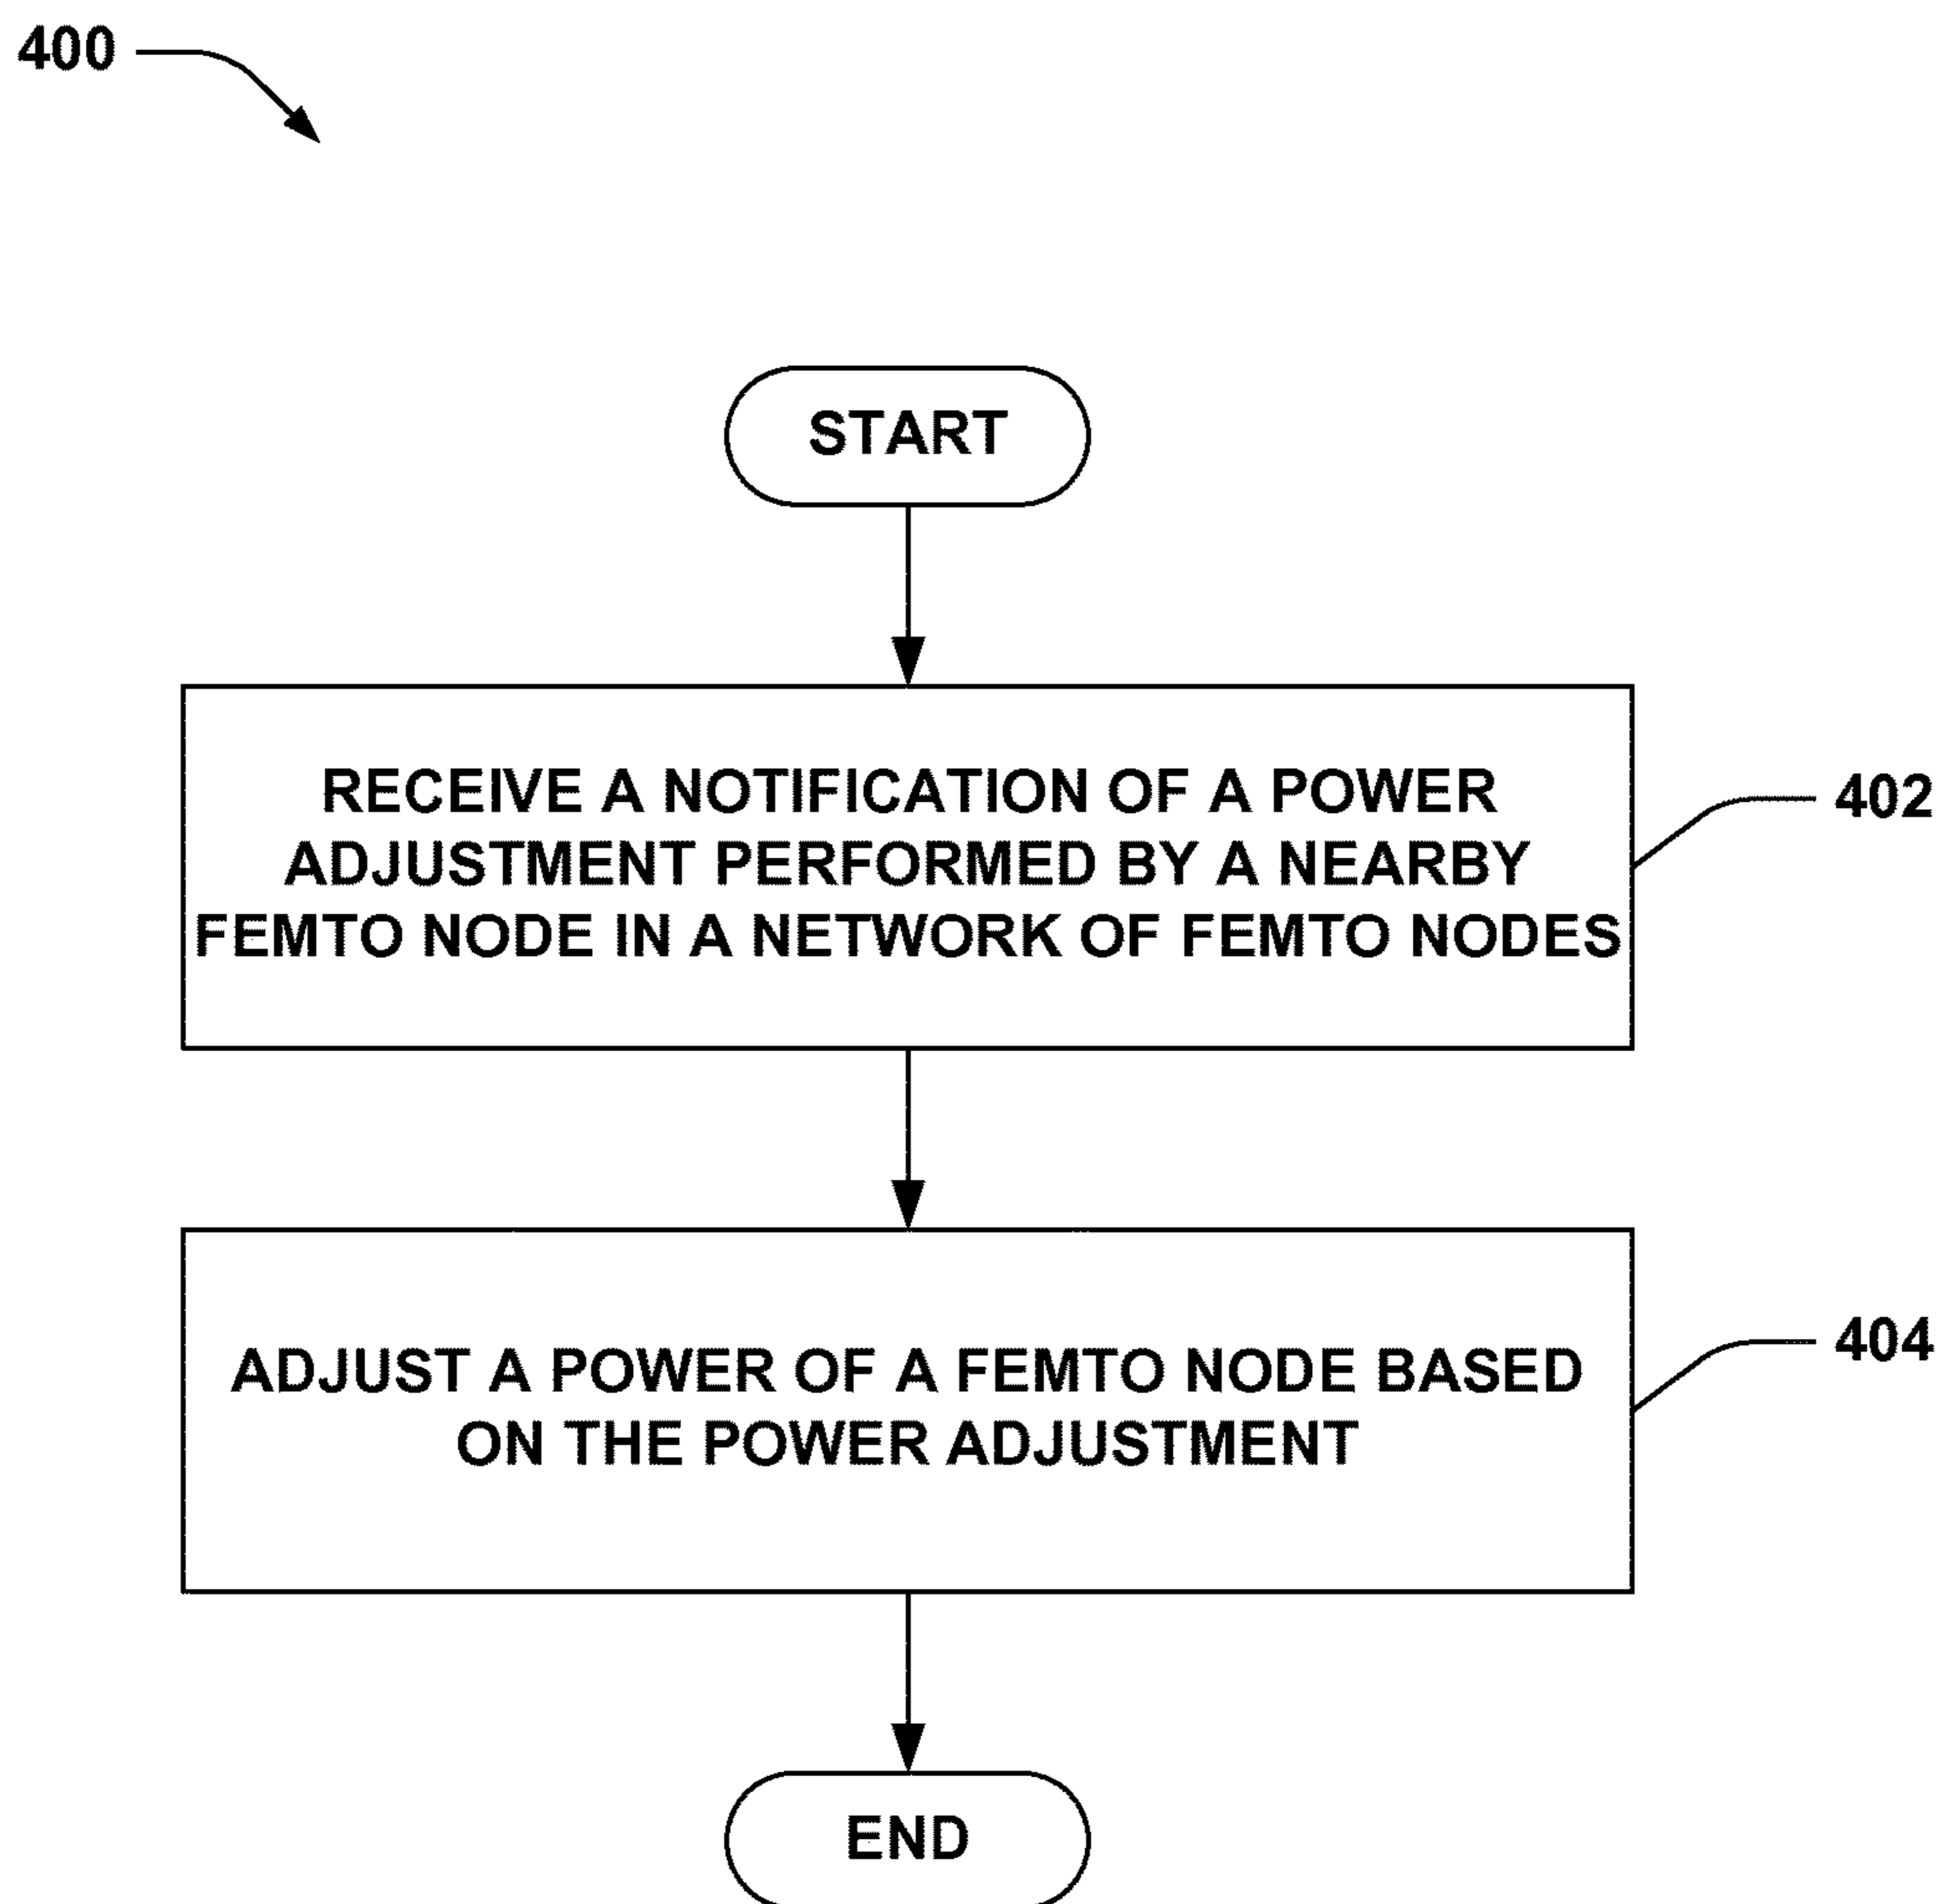 400
START
RECEIVE A NOTIFICATION OF A POWER
ADJUSTMENT PERFORMED BY A NEARBY
FEMTO NODE IN A NETWORK OF FEMTO NODES
402
ADJUST A POWER OF A FEMTO NODE BASED
ON THE POWER ADJUSTMENT
404
END